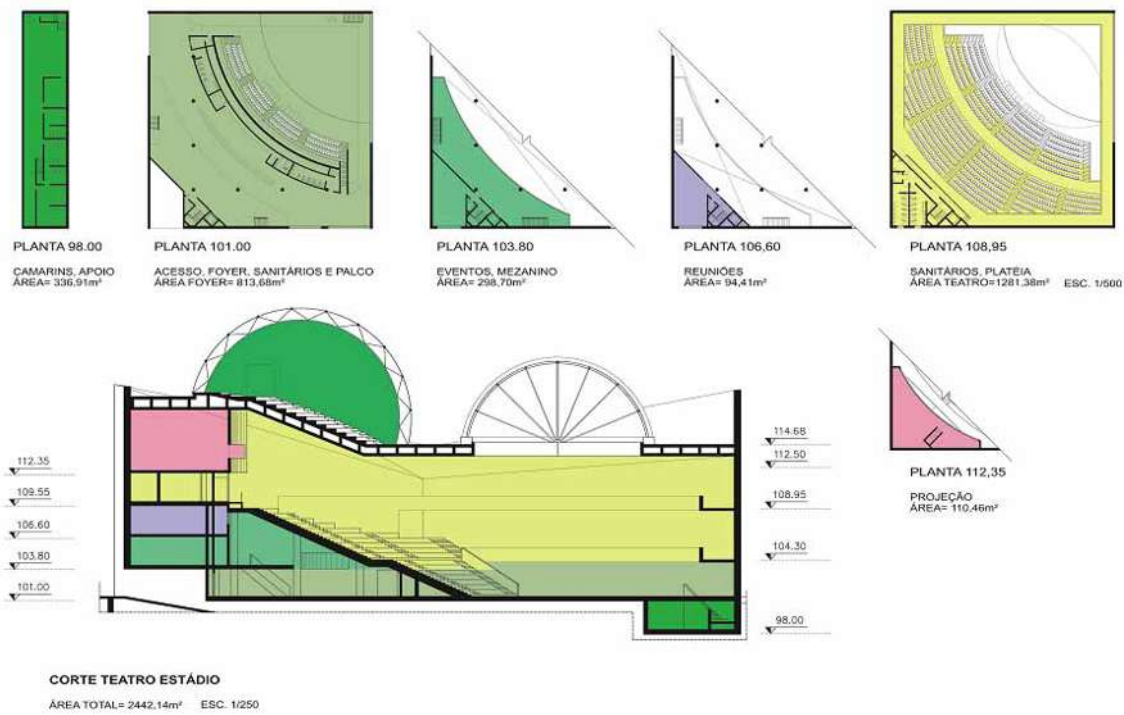 PLANTA 98.00
CAMARINS, APOIO
ÁREA= 336,91m²
PLANTA 101.00
ACESSO, FOYER, SANITÁRIOS E PALCO
ÁREA FOYER= 813,68m²
PLANTA 103.80
EVENTOS, MEZANINO
ÁREA= 298,70m²
PLANTA 106,60
REUNIÕES
ÁREA= 94,41m²
PLANTA 108,95
SANITÁRIOS, PLATÉIA
ÁREA TEATRO=1281,38m² ESC. 1/500
112.35
109.55
106.60
103.80
101.00
114.68
112.50
108.95
104.30
98.00
PLANTA 112,35
PROJEÇÃO
ÁREA= 110,46m²
CORTE TEATRO ESTÁDIO
ÁREA TOTAL= 2442,14m² ESC. 1/250